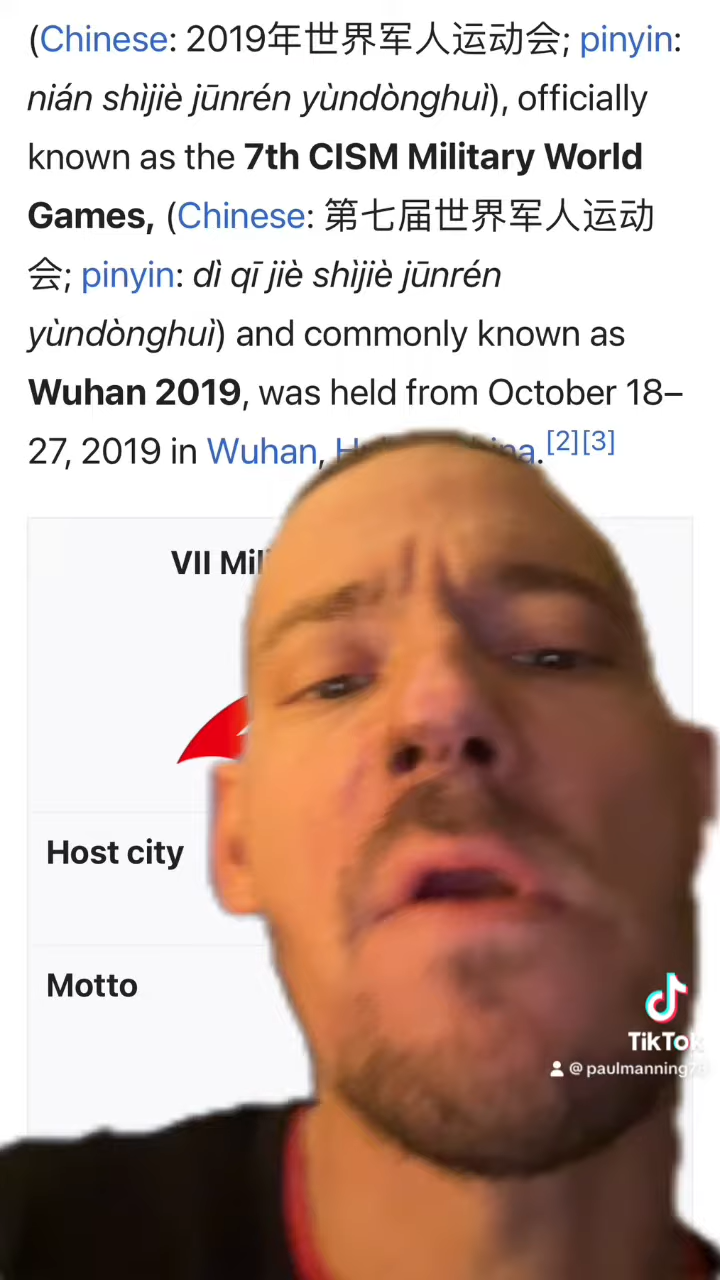 (Chinese: 2019年世界军人运动会; pinyin:
nián shìjiè jūnrén yùndònghuì), officially
known as the 7th CISM Military World
Games, (Chinese: 第七届世界军人运动
会; pinyin: dì qī jiè shìjiè jūnrén
yùndònghuì) and commonly known as
Wuhan 2019, was held from October 18–
27, 2019 in Wuhan, .[2][3]
VII
Host city
Motto
TikTok
@paulmanning